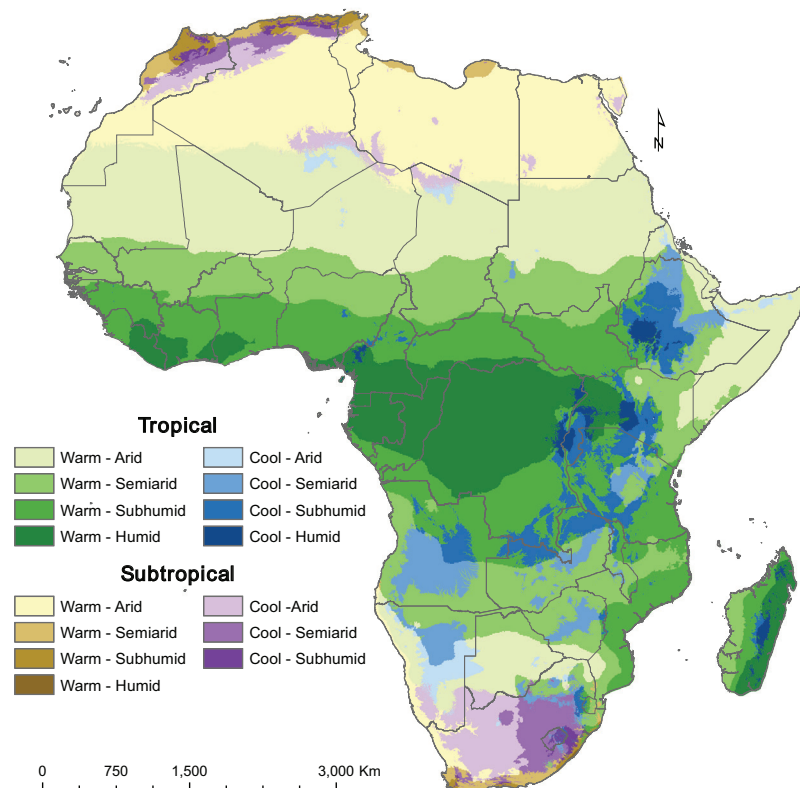 N
Tropical
Warm - Arid
Cool - Arid
Warm - Semiarid
Cool - Semiarid
Warm - Subhumid
Cool - Subhumid
Warm - Humid
Cool - Humid
Subtropical
Warm - Arid
Cool -Arid
Warm - Semiarid
Cool - Semiarid
Warm - Subhumid
Cool - Subhumid
Warm - Humid
0 750 1,500 3,000 Km